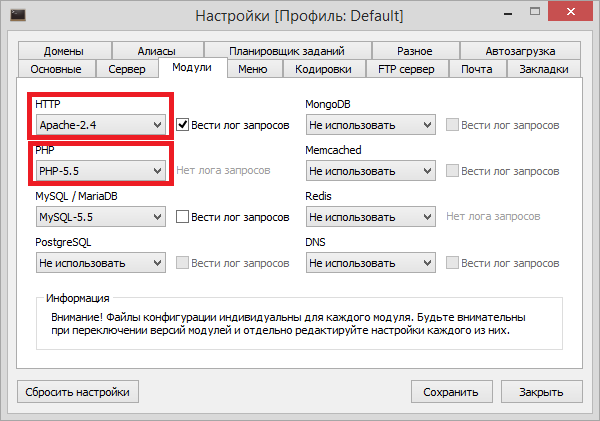 Настройки [Профиль: Default]
Домены Алиасы Планировщик заданий Разное Автозагрузка
Основные Сервер Модули Меню Кодировки FTP сервер Почта Закладки
HTTP MongoDB
Apache-2.4 Вести лог запросов Не использовать Вести лог запросов
PHP Memcached
PHP-5.5 Нет лога запросов Не использовать Вести лог запросов
MySQL / MariaDB Redis
MySQL-5.5 Вести лог запросов Не использовать Нет лога запросов
PostgreSQL DNS
Не использовать Вести лог запросов Не использовать Вести лог запросов
Информация
Внимание! Файлы конфигурации индивидуальны для каждого модуля. Будьте внимательны
при переключении версий модулей и отдельно редактируйте настройки каждого из них.
Сбросить настройки Сохранить Закрыть